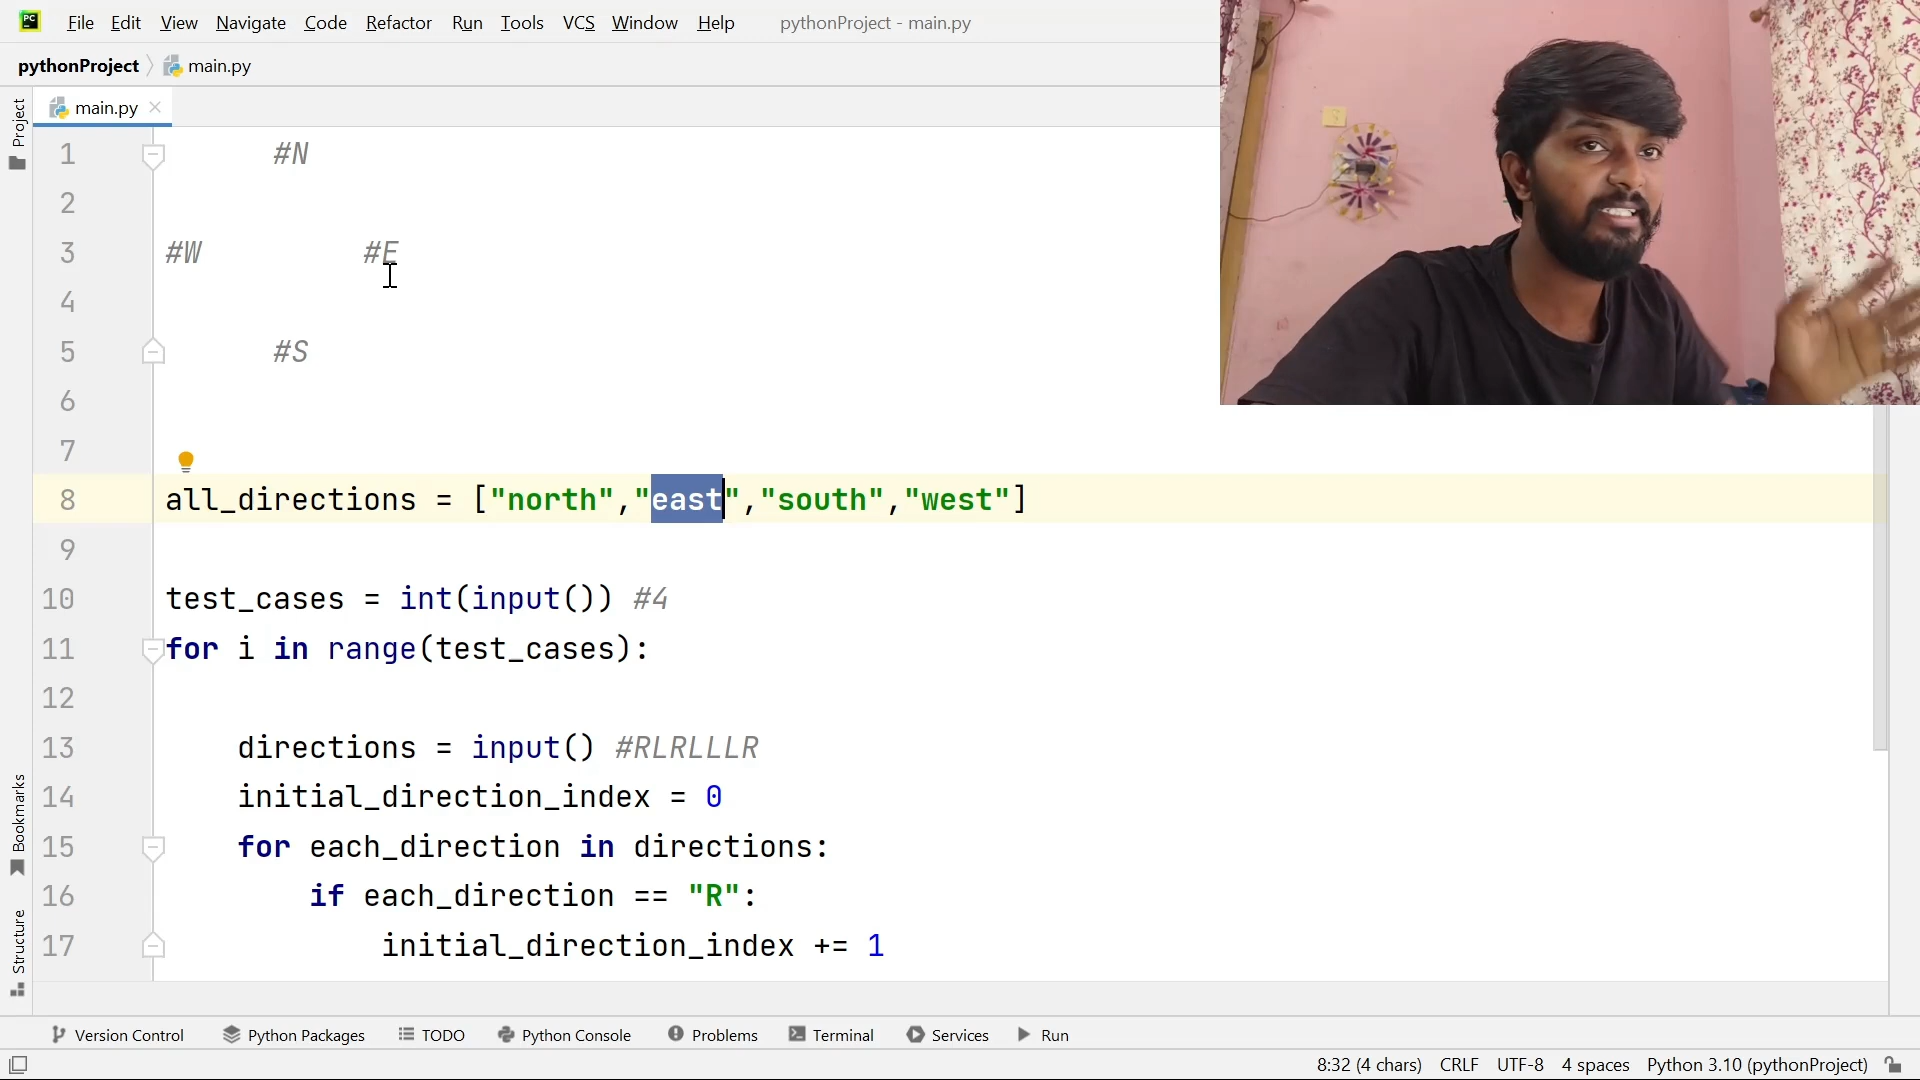 PC File Edit View Navigate Code Refactor Run Tools VCS Window Help pythonProject - main.py
pythonProject main.py
Project main.py
1 #N
2
3 #W #E
4
5 #S
6
7
8 all_directions = ["north","east","south","west"]
9
10 test_cases = int(input()) #4
11 for i in range(test_cases):
12
13 directions = input() #RLRLLLR
14 initial_direction_index = 0
15 for each_direction in directions:
16 if each_direction == "R":
17 initial_direction_index += 1
Bookmarks
Structure
Version Control Python Packages TODO Python Console Problems Terminal Services Run
8:32 (4 chars) CRLF UTF-8 4 spaces Python 3.10 (pythonProject)